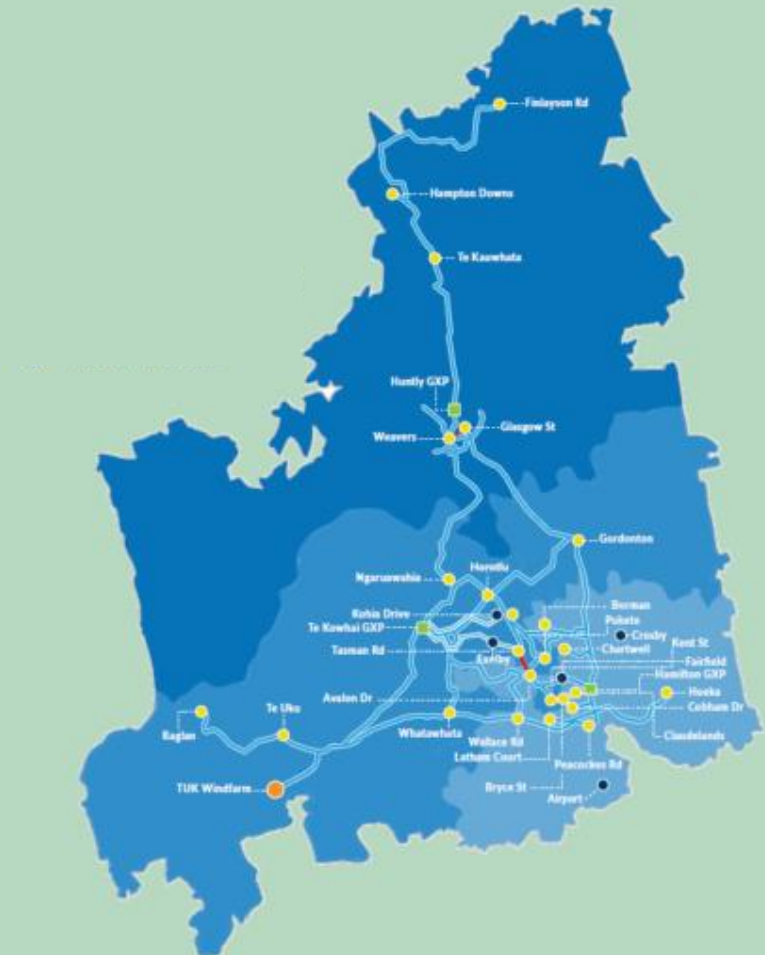 Finlayson Rd
Hampton Downs
Te Kauwhata
Huntly GXP
Glasgow St
Weavers
Gordonton
Ngaruawahia
Horotiu
Kohia Drive
Borman
Pukete
Te Kowhai GXP
Crosby
Kent St
Tasman Rd
Chartwell
Exelby
Fairfield
Hamilton GXP
Avalon Dr
Hoeka
Te Uku
Cobham Dr
Raglan
Whatawhata
Wallace Rd
Claudelands
Latham Court
Peacockes Rd
TUK Windfarm
Bryce St
Airport